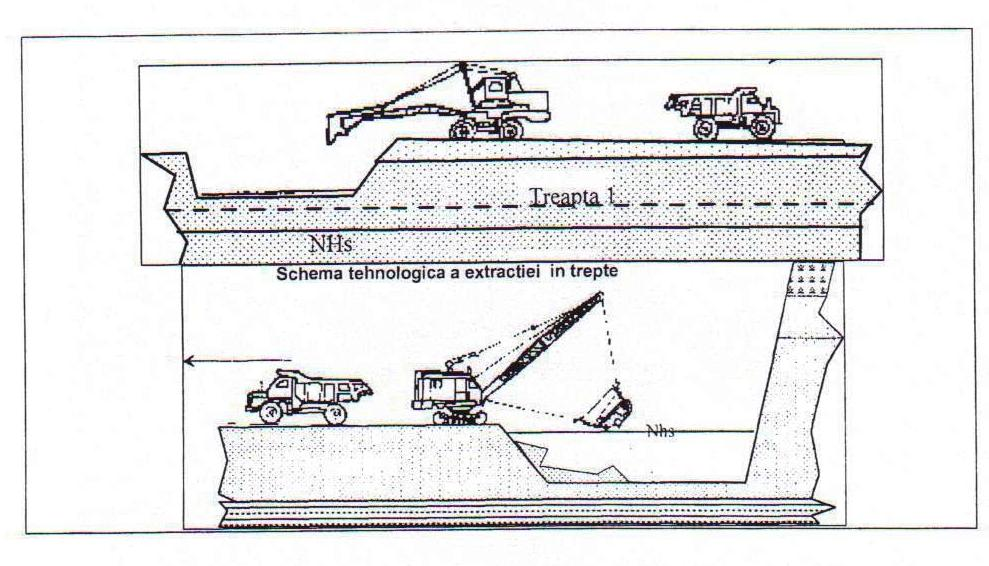 Treapta 1
NHs
Schema tehnologica a extractiei in trepte
Nhs